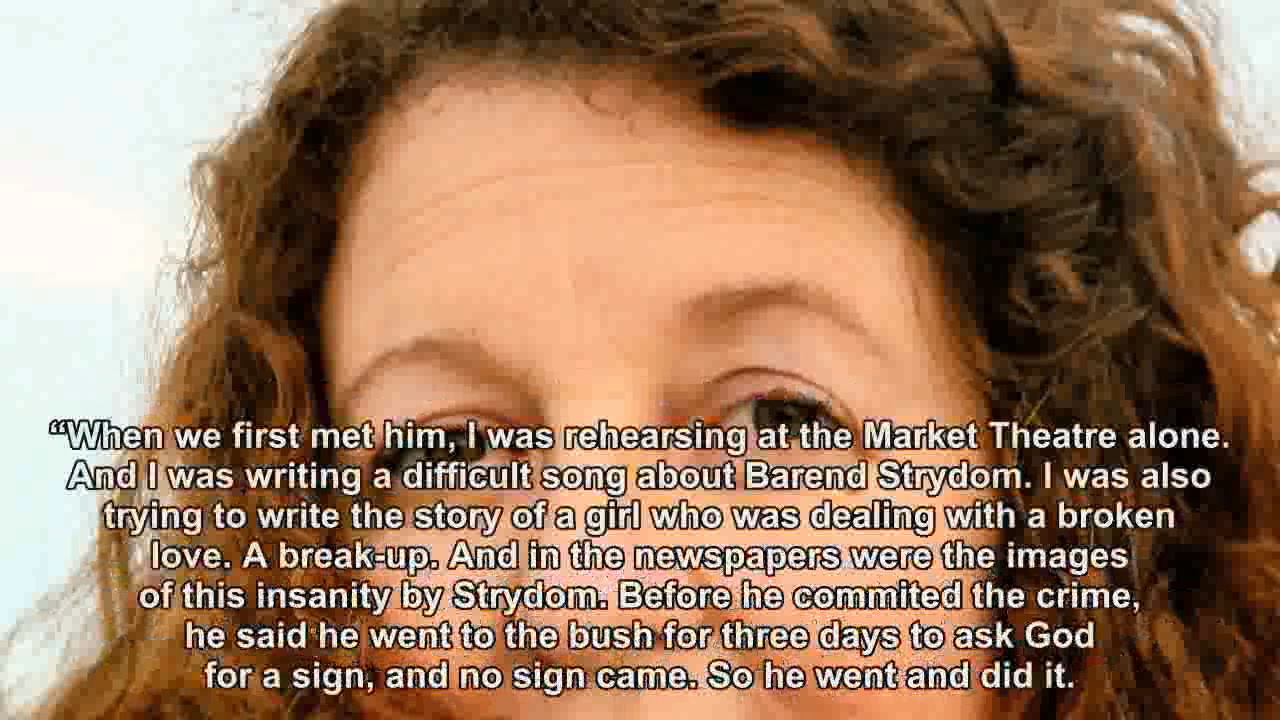 “When we first met him, I was rehearsing at the Market Theatre alone.
And I was writing a difficult song about Barend Strydom. I was also
trying to write the story of a girl who was dealing with a broken
love. A break-up. And in the newspapers were the images
of this insanity by Strydom. Before he commited the crime,
he said he went to the bush for three days to ask God
for a sign, and no sign came. So he went and did it.